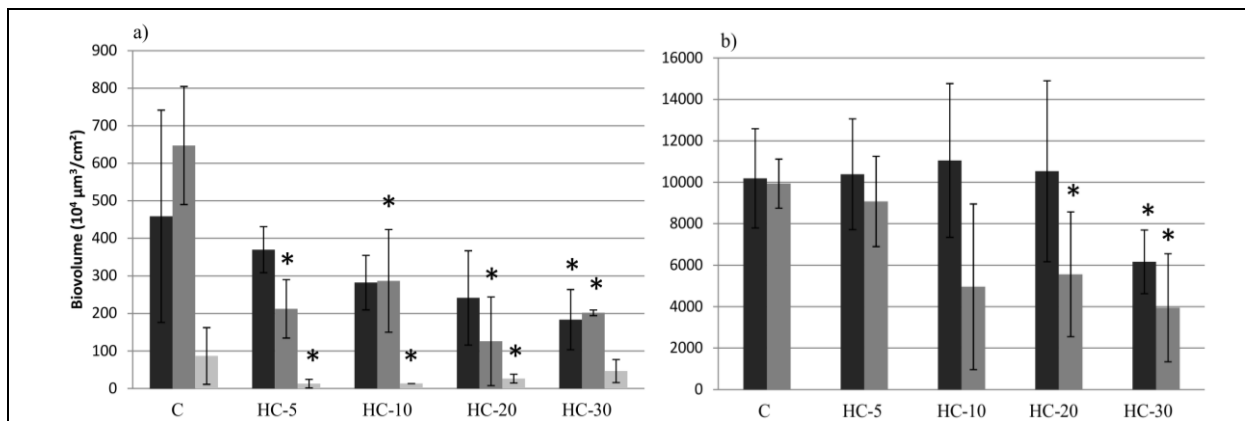 a)
Biovolume (10⁴ µm³/cm²)
900
800
700
600
500
400
300
200
100
0
* * * * * * * *
C HC-5 HC-10 HC-20 HC-30
b)
16000
14000
12000
10000
8000
6000
4000
2000
0
* * *
C HC-5 HC-10 HC-20 HC-30